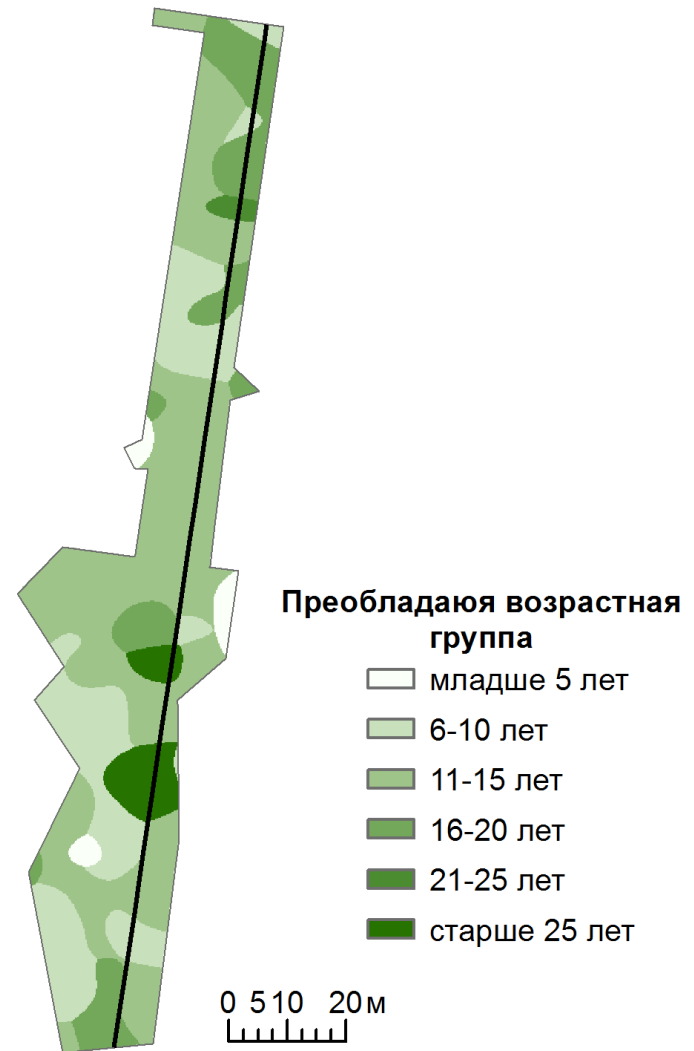 Преобладаюя возрастная
группа
младше 5 лет
6-10 лет
11-15 лет
16-20 лет
21-25 лет
старше 25 лет
0 5 10 20 м